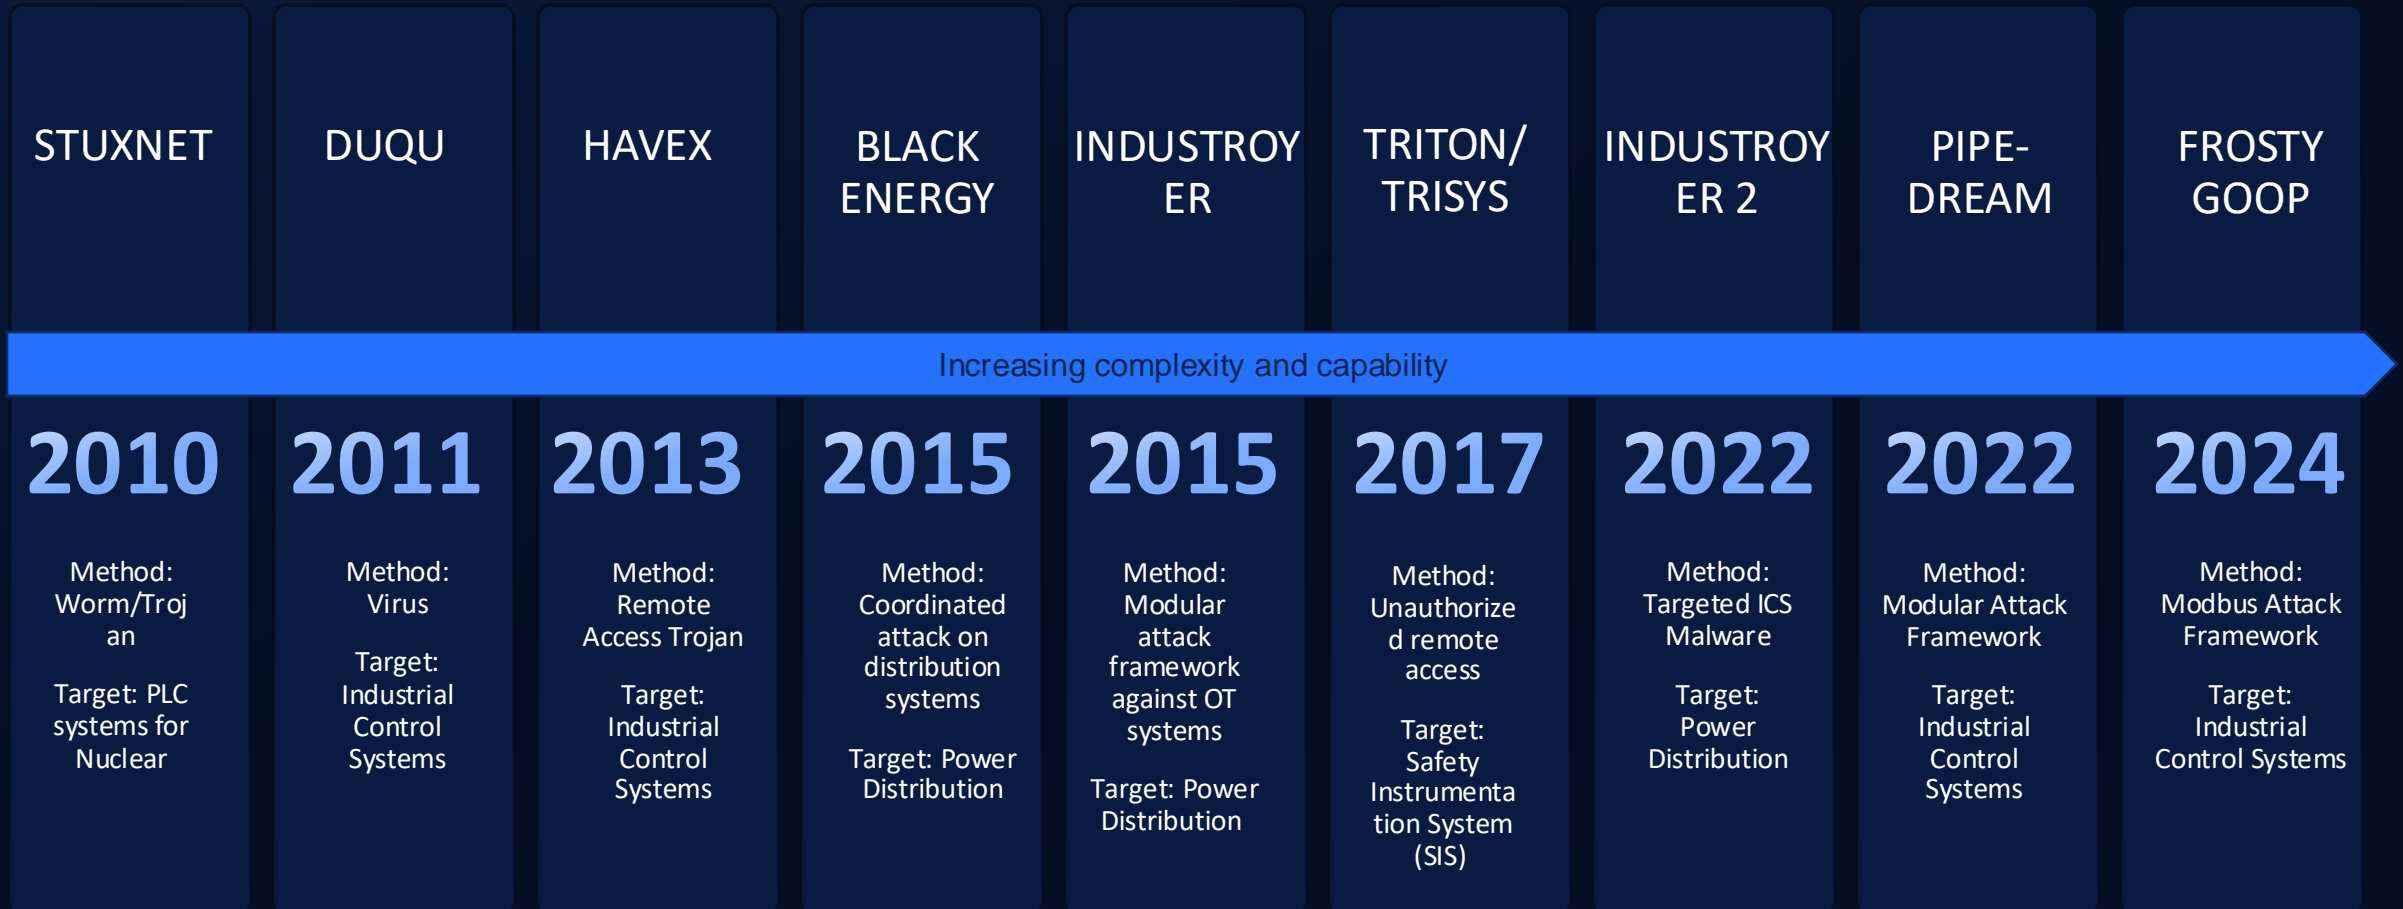 STUXNET
DUQU
HAVEX
BLACK
ENERGY
INDUSTROY
ER
TRITON/
TRISYS
INDUSTROY
ER 2
PIPE-
DREAM
FROSTY
GOOP
Increasing complexity and capability
2010
Method:
Worm/Troj
an
Target: PLC
systems for
Nuclear
2011
Method:
Virus
Target:
Industrial
Control
Systems
2013
Method:
Remote
Access Trojan
Target:
Industrial
Control
Systems
2015
Method:
Coordinated
attack on
distribution
systems
Target: Power
Distribution
2015
Method:
Modular
attack
framework
against OT
systems
Target: Power
Distribution
2017
Method:
Unauthorize
d remote
access
Target:
Safety
Instrumenta
tion System
(SIS)
2022
Method:
Targeted ICS
Malware
Target:
Power
Distribution
2022
Method:
Modular Attack
Framework
Target:
Industrial
Control
Systems
2024
Method:
Modbus Attack
Framework
Target:
Industrial
Control Systems